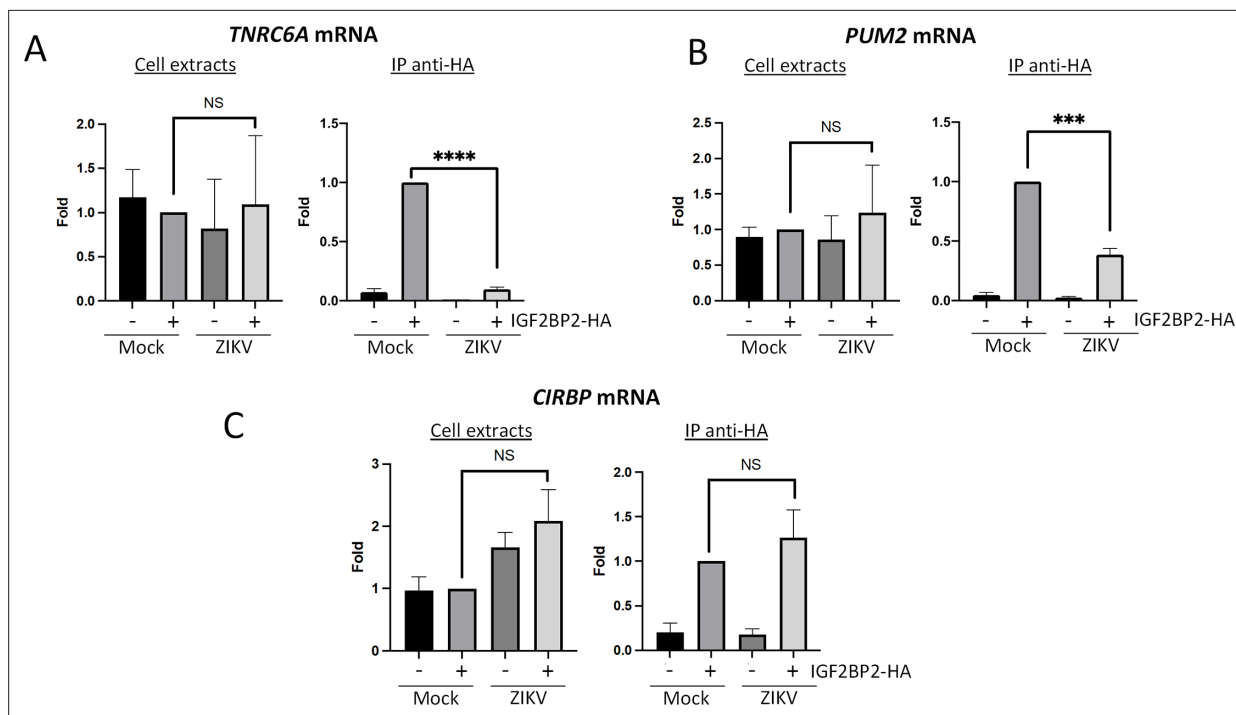 A
TNRC6A mRNA
Cell extracts
IP anti-HA
NS
****
Fold
2.0
1.5
1.0
0.5
0.0
Fold
1.5
1.0
0.5
0.0
- + - +
- + - + IGF2BP2-HA
Mock ZIKV
Mock ZIKV
B
PUM2 mRNA
Cell extracts
IP anti-HA
NS
***
Fold
2.5
2.0
1.5
1.0
0.5
0.0
Fold
1.5
1.0
0.5
0.0
- + - +
- + - + IGF2BP2-HA
Mock ZIKV
Mock ZIKV
C
CIRBP mRNA
Cell extracts
IP anti-HA
NS
NS
Fold
3
2
1
0
Fold
2.0
1.5
1.0
0.5
0.0
- + - +
- + - + IGF2BP2-HA
Mock ZIKV
Mock ZIKV